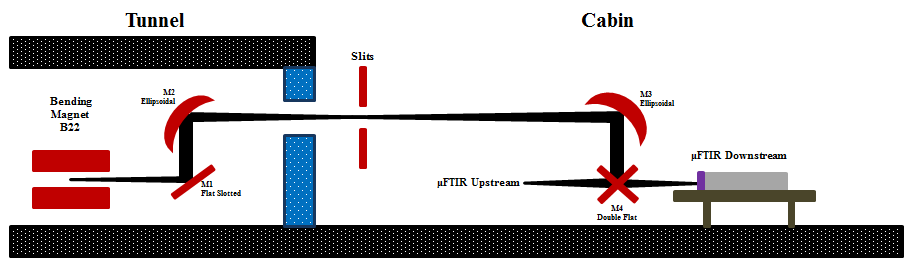 Tunnel
Cabin
Slits
M2
Ellipsoidal
M3
Ellipsoidal
Bending
Magnet
B22
μFTIR Downstream
μFTIR Upstream
M1
Flat Slotted
M4
Double Flat